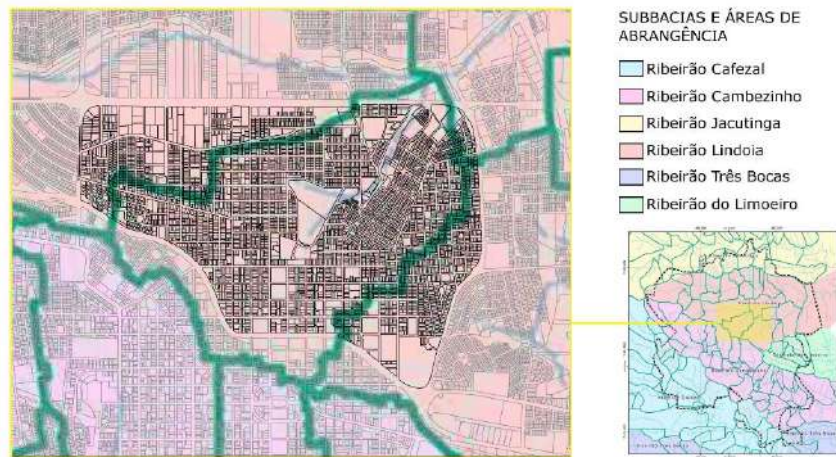 SUBBACIAS E ÁREAS DE
ABRANGÊNCIA
Ribeirão Cafezal
Ribeirão Cambezinho
Ribeirão Jacutinga
Ribeirão Lindoia
Ribeirão Três Bocas
Ribeirão do Limoeiro